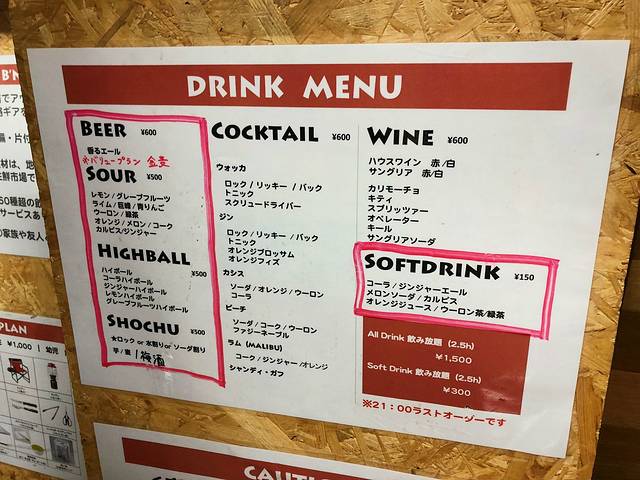 DRINK MENU
BEER ¥600
香るエール
※バリュープラン 金麦
SOUR ¥500
レモン/グレープフルーツ
ライム/巨峰/青りんご
ウーロン/緑茶
オレンジ/メロン/コーク
カルピス/ジンジャー
HIGHBALL ¥500
ハイボール
コーラハイボール
ジンジャーハイボール
レモンハイボール
グレープフルーツハイボール
SHOCHU ¥500
★ロック or 水割り or ソーダ割り
芋/麦 /梅酒
COCKTAIL ¥600
ウォッカ
ロック/リッキー /バック
トニック
スクリュードライバー
ジン
ロック/リッキー /バック
トニック
オレンジブロッサム
オレンジフィズ
カシス
ソーダ/オレンジ/ウーロン
コーラ
ピーチ
ソーダ/コーク/ウーロン
ファジーネーブル
ラム (MALIBU)
コーク/ジンジャー/オレンジ
シャンディ・ガフ
WINE ¥600
ハウスワイン 赤/白
サングリア 赤/白
カリモーチョ
キティ
スプリッツァー
オペレーター
キール
サングリアソーダ
SOFTDRINK ¥150
コーラ/ジンジャーエール
メロンソーダ/カルピス
オレンジジュース/ウーロン茶/緑茶
All Drink 飲み放題 (2.5h)
¥1,500
Soft Drink 飲み放題 (2.5h)
¥300
※21：00ラストオーダーです
PLAN
¥1,000 | 幼児